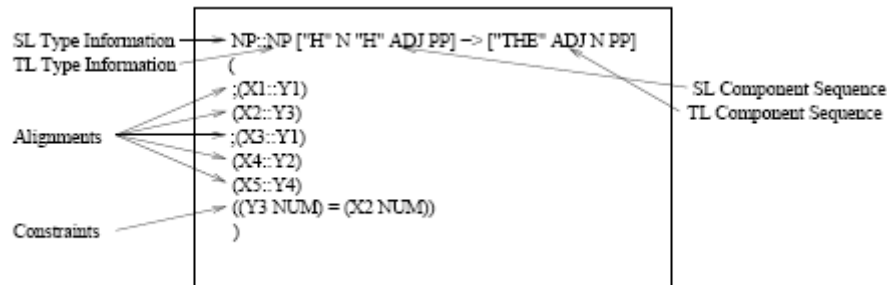 SL Type Information NP::NP ["H" N "H" ADJ PP] -> ["THE" ADJ N PP]
TL Type Information (
;(X1::Y1) SL Component Sequence
(X2::Y3) TL Component Sequence
Alignments ;(X3::Y1)
(X4::Y2)
(X5::Y4)
((Y3 NUM) = (X2 NUM))
Constraints )